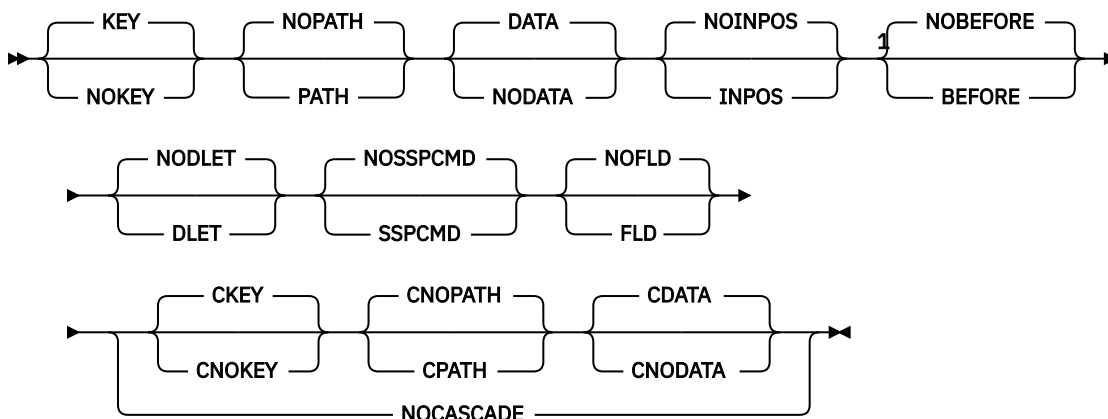 KEY NOPATH DATA NOINPOS NOBEFORE
1
NOKEY PATH NODATA INPOS BEFORE
NODLET NOSSPCMD NOFLD
DLET SSPCMD FLD
CKEY CNOPATH CDATA
CNOKEY CPATH CNODATA
NOCASCADE